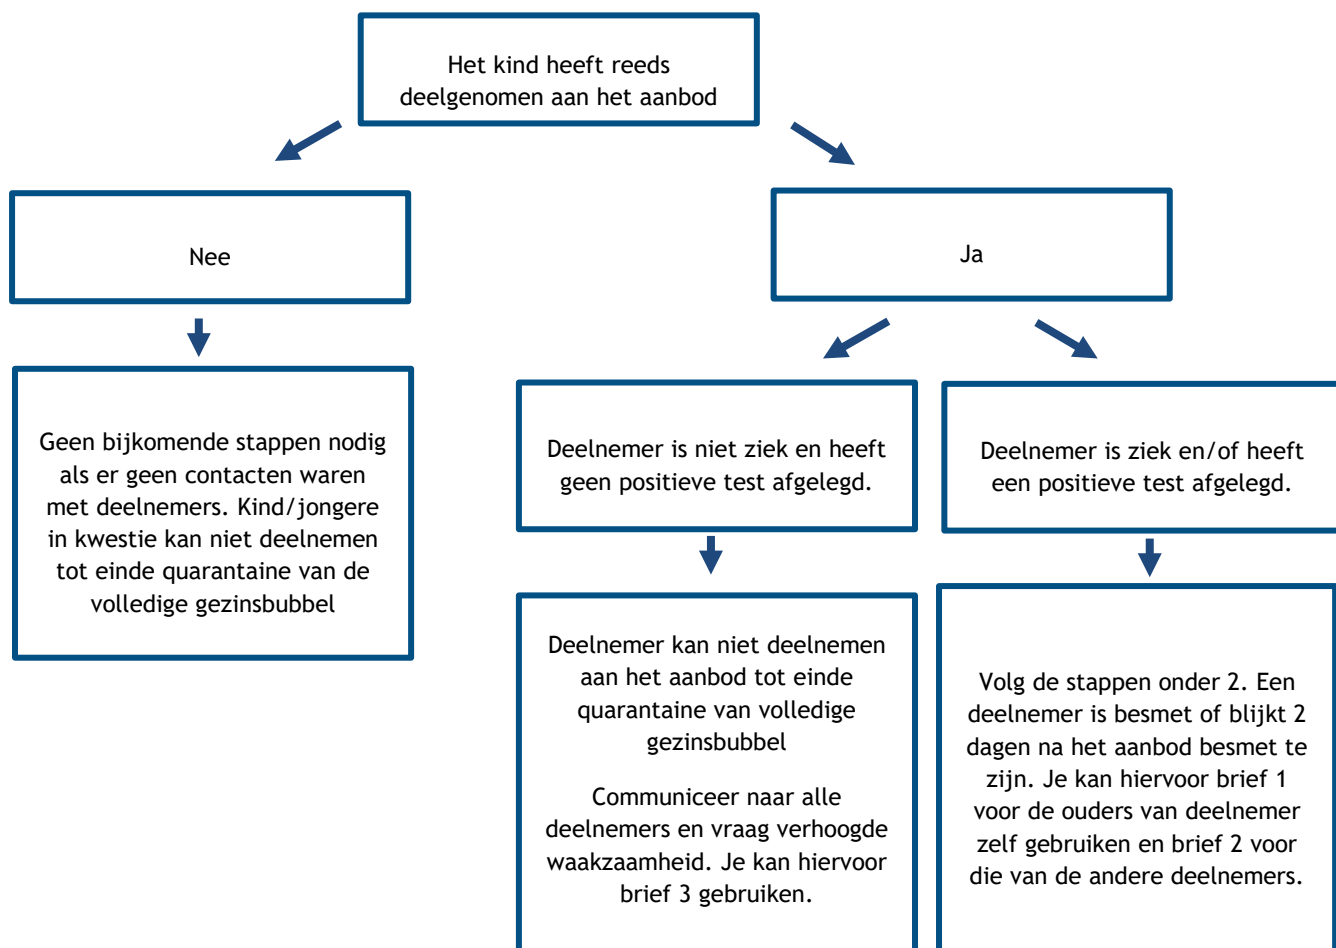 Het kind heeft reeds
deelgenomen aan het aanbod
Nee
Ja
Geen bijkomende stappen nodig
als er geen contacten waren
met deelnemers. Kind/jongere
in kwestie kan niet deelnemen
tot einde quarantaine van de
volledige gezinsbubbel
Deelnemer is niet ziek en heeft
geen positieve test afgelegd.
Deelnemer is ziek en/of heeft
een positieve test afgelegd.
Deelnemer kan niet deelnemen
aan het aanbod tot einde
quarantaine van volledige
gezinsbubbel
Communiceer naar alle
deelnemers en vraag verhoogde
waakzaamheid. Je kan hiervoor
brief 3 gebruiken.
Volg de stappen onder 2. Een
deelnemer is besmet of blijkt 2
dagen na het aanbod besmet te
zijn. Je kan hiervoor brief 1
voor de ouders van deelnemer
zelf gebruiken en brief 2 voor
die van de andere deelnemers.